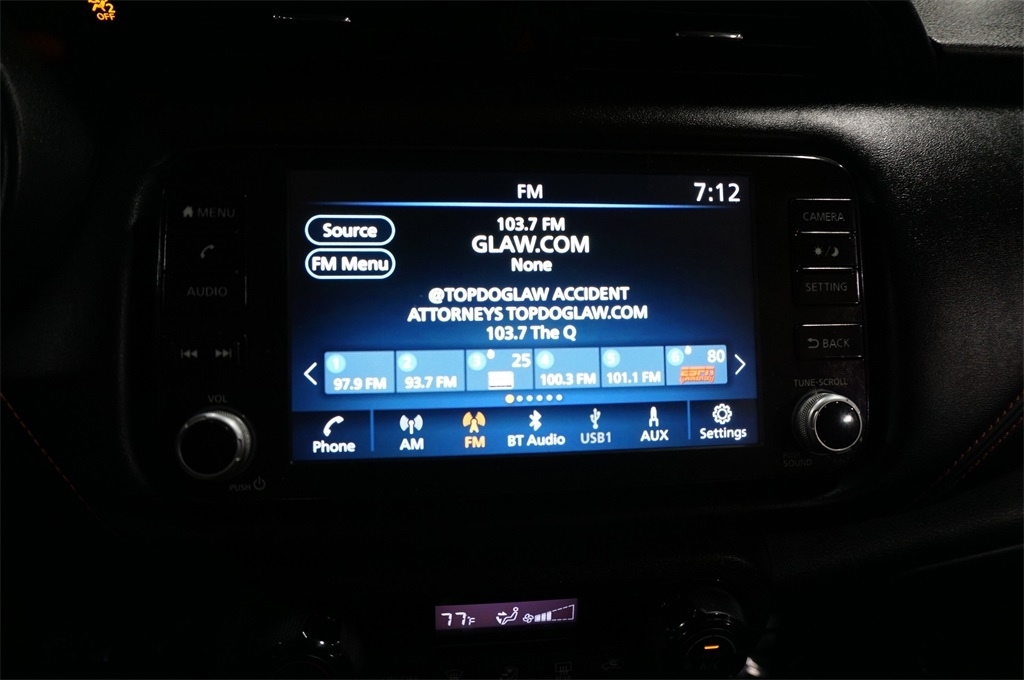 2
OFF
FM 7:12
MENU
Source
FM Menu
103.7 FM
GLAW.COM
None
@TOPDOGLAW ACCIDENT
ATTORNEYS TOPDOGLAW.COM
103.7 The Q
AUDIO
CAMERA
SETTING
BACK
1 97.9 FM
2 93.7 FM
3 25
4 100.3 FM
5 101.1 FM
6 80 ESPN
VOL
PUSH
TUNE·SCROLL
PUSH
SOUND
Phone
AM
FM
BT Audio
USB1
AUX
Settings
77°F